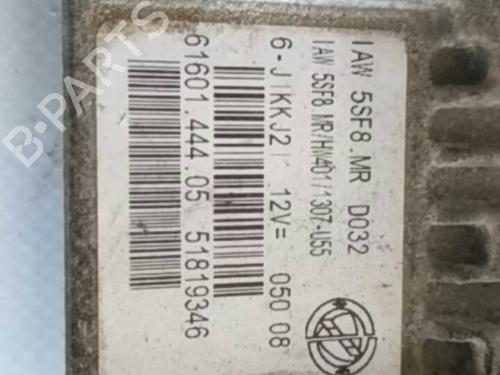 IAW 5SF8.MR D032
IAW 5SF8 MR/HW401/1307-U55
6-JIKKJ2I 12V= 050 08
61601.444.05 51819346
B-PARTS